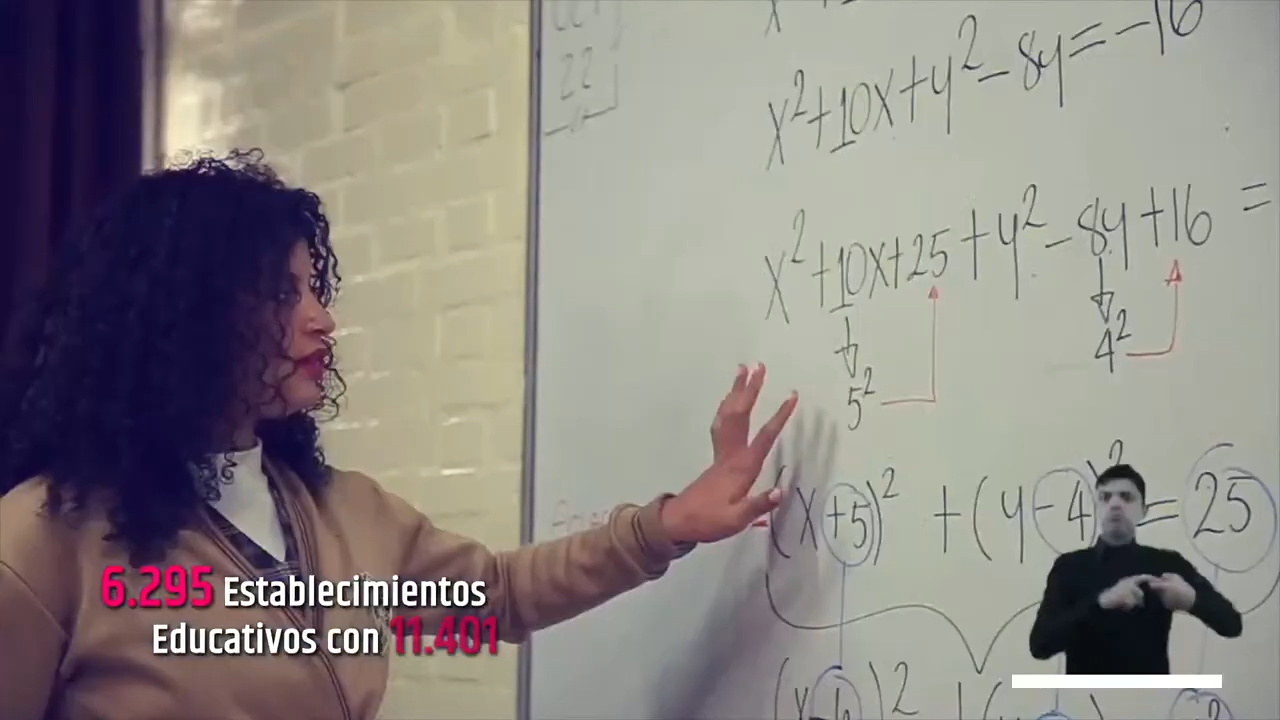 22
x²+10x+y²-8y=-16
x²+10x+25+y²-8y+16 =
4²
5²
(x+5)² +(y-4)²=25
6.295 Establecimientos
Educativos con 11.401